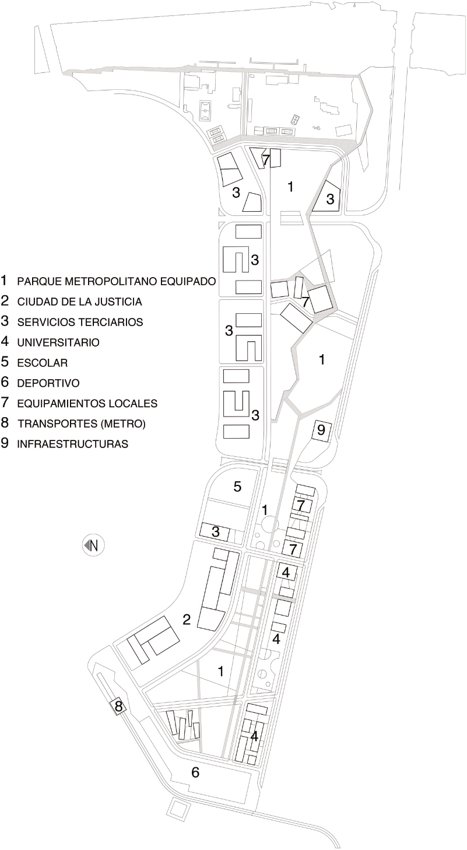 7
1
3
3
3
7
3
1
3
9
1 PARQUE METROPOLITANO EQUIPADO
2 CIUDAD DE LA JUSTICIA
3 SERVICIOS TERCIARIOS
4 UNIVERSITARIO
5 ESCOLAR
6 DEPORTIVO
7 EQUIPAMIENTOS LOCALES
8 TRANSPORTES (METRO)
9 INFRAESTRUCTURAS
5
1
7
3
7
N
4
2
4
1
8
4
6